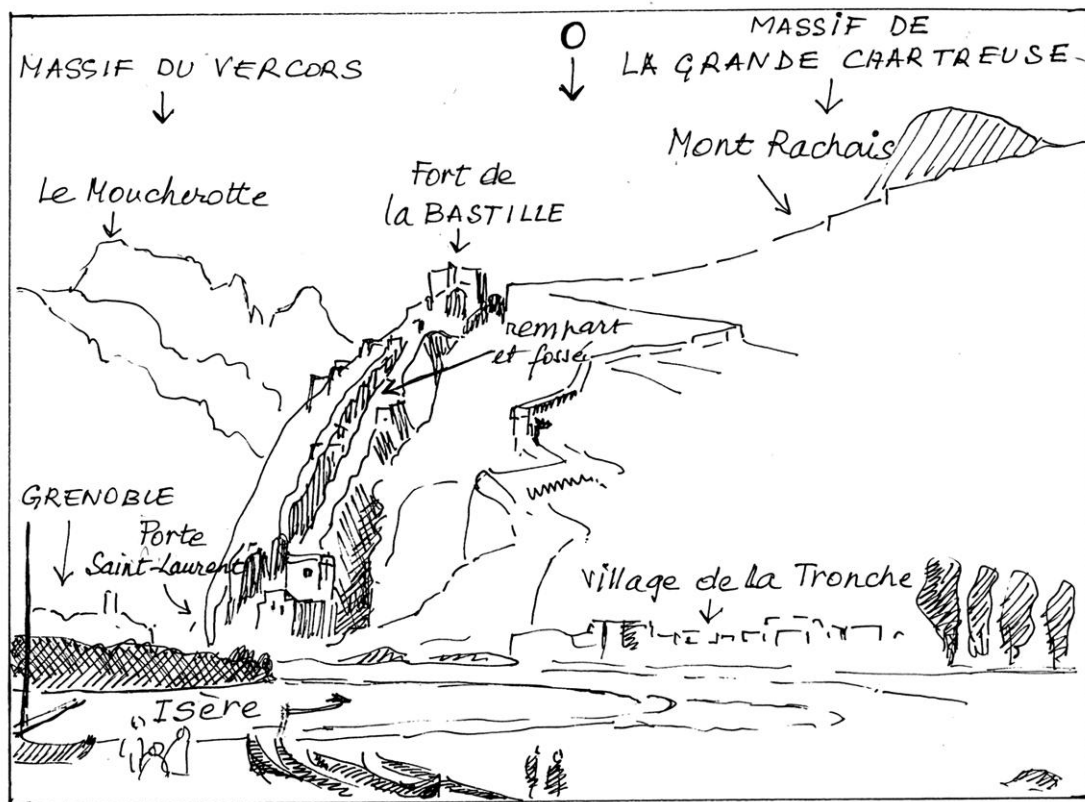 O
MASSIF DE
LA GRANDE CHARTREUSE
MASSIF DU VERCORS
Mont Rachais
Le Moucherotte
Fort de
la BASTILLE
rempart
et fossé
GRENOBLE
Porte
Saint-Laurent
Village de La Tronche
Isère